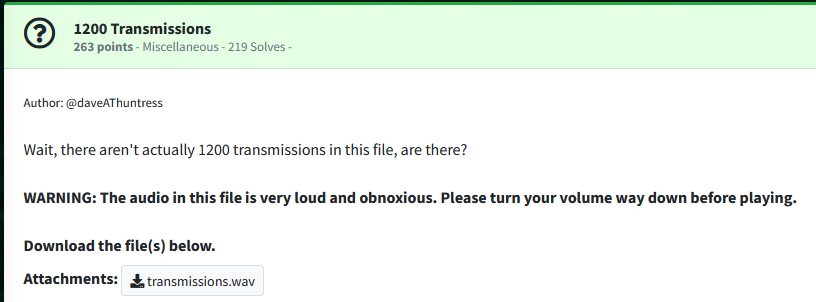 1200 Transmissions
263 points - Miscellaneous - 219 Solves -
Author: @daveAThuntress
Wait, there aren't actually 1200 transmissions in this file, are there?
WARNING: The audio in this file is very loud and obnoxious. Please turn your volume way down before playing.
Download the file(s) below.
Attachments: transmissions.wav